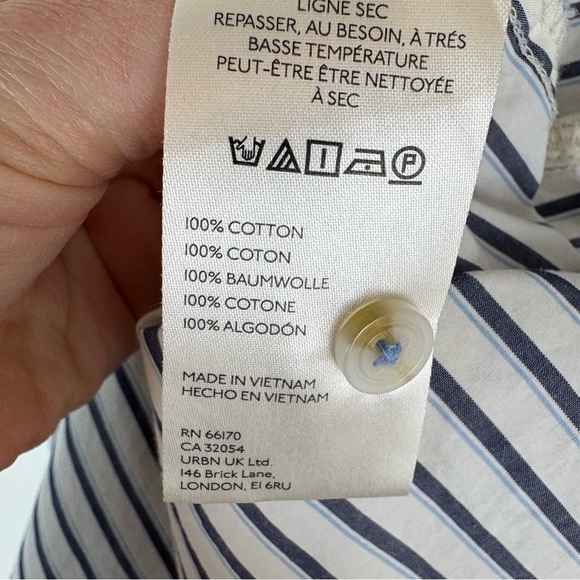 LIGNE SEC
REPASSER, AU BESOIN, À TRÉS
BASSE TEMPÉRATURE
PEUT-ÊTRE ÊTRE NETTOYÉE
À SEC
P
100% COTTON
100% COTON
100% BAUMWOLLE
100% COTONE
100% ALGODÓN
MADE IN VIETNAM
HECHO EN VIETNAM
RN 66170
CA 32054
URBN UK Ltd.
146 Brick Lane,
LONDON, E1 6RU